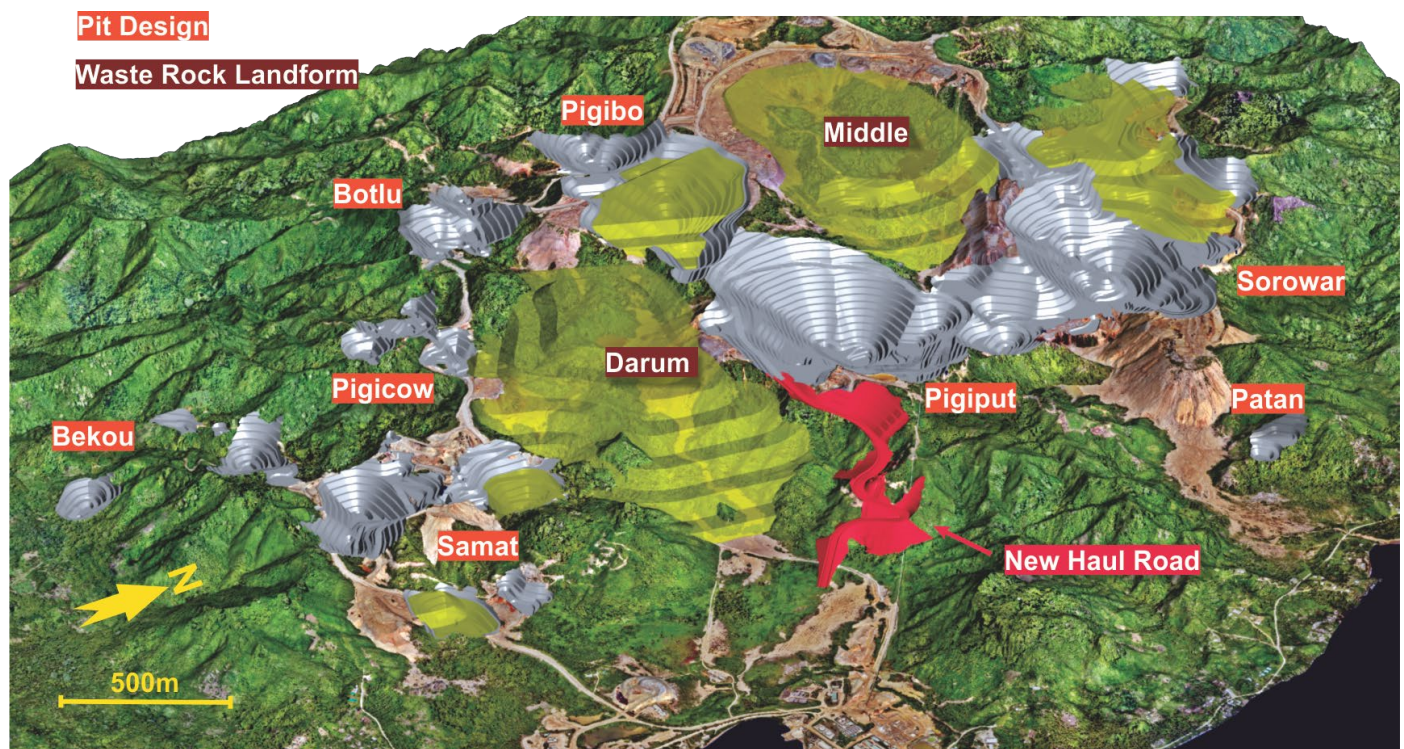 Pit Design
Waste Rock Landform
Pigibo
Middle
Botlu
Sorowar
Darum
Pigicow
Pigiput
Patan
Bekou
Samat
New Haul Road
N
500m